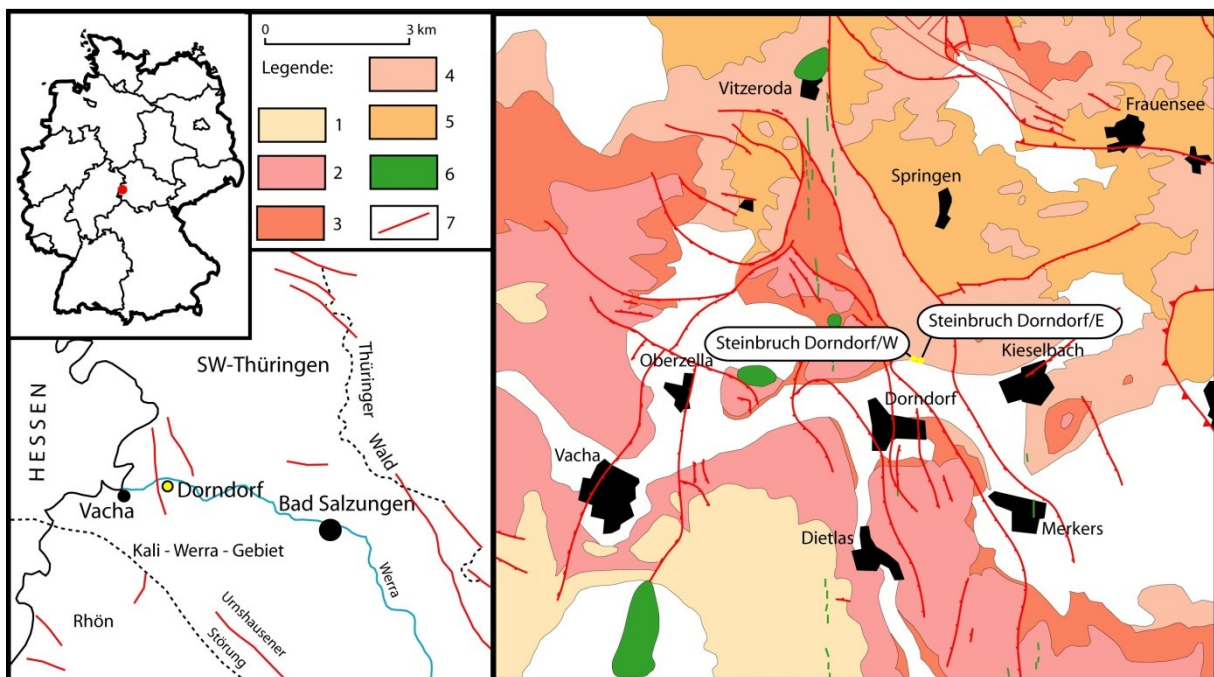 0 3 km
Legende:
4
1
5
2
6
3
7
HESSEN
SW-Thüringen
Thüringer
Wald
Vacha
Dorndorf
Bad Salzungen
Kali - Werra - Gebiet
Werra
Rhön
Urnshausener
Störung
Vitzeroda
Frauensee
Springen
Steinbruch Dorndorf/E
Steinbruch Dorndorf/W
Kieselbach
Oberzella
Dorndorf
Vacha
Merkers
Dietlas